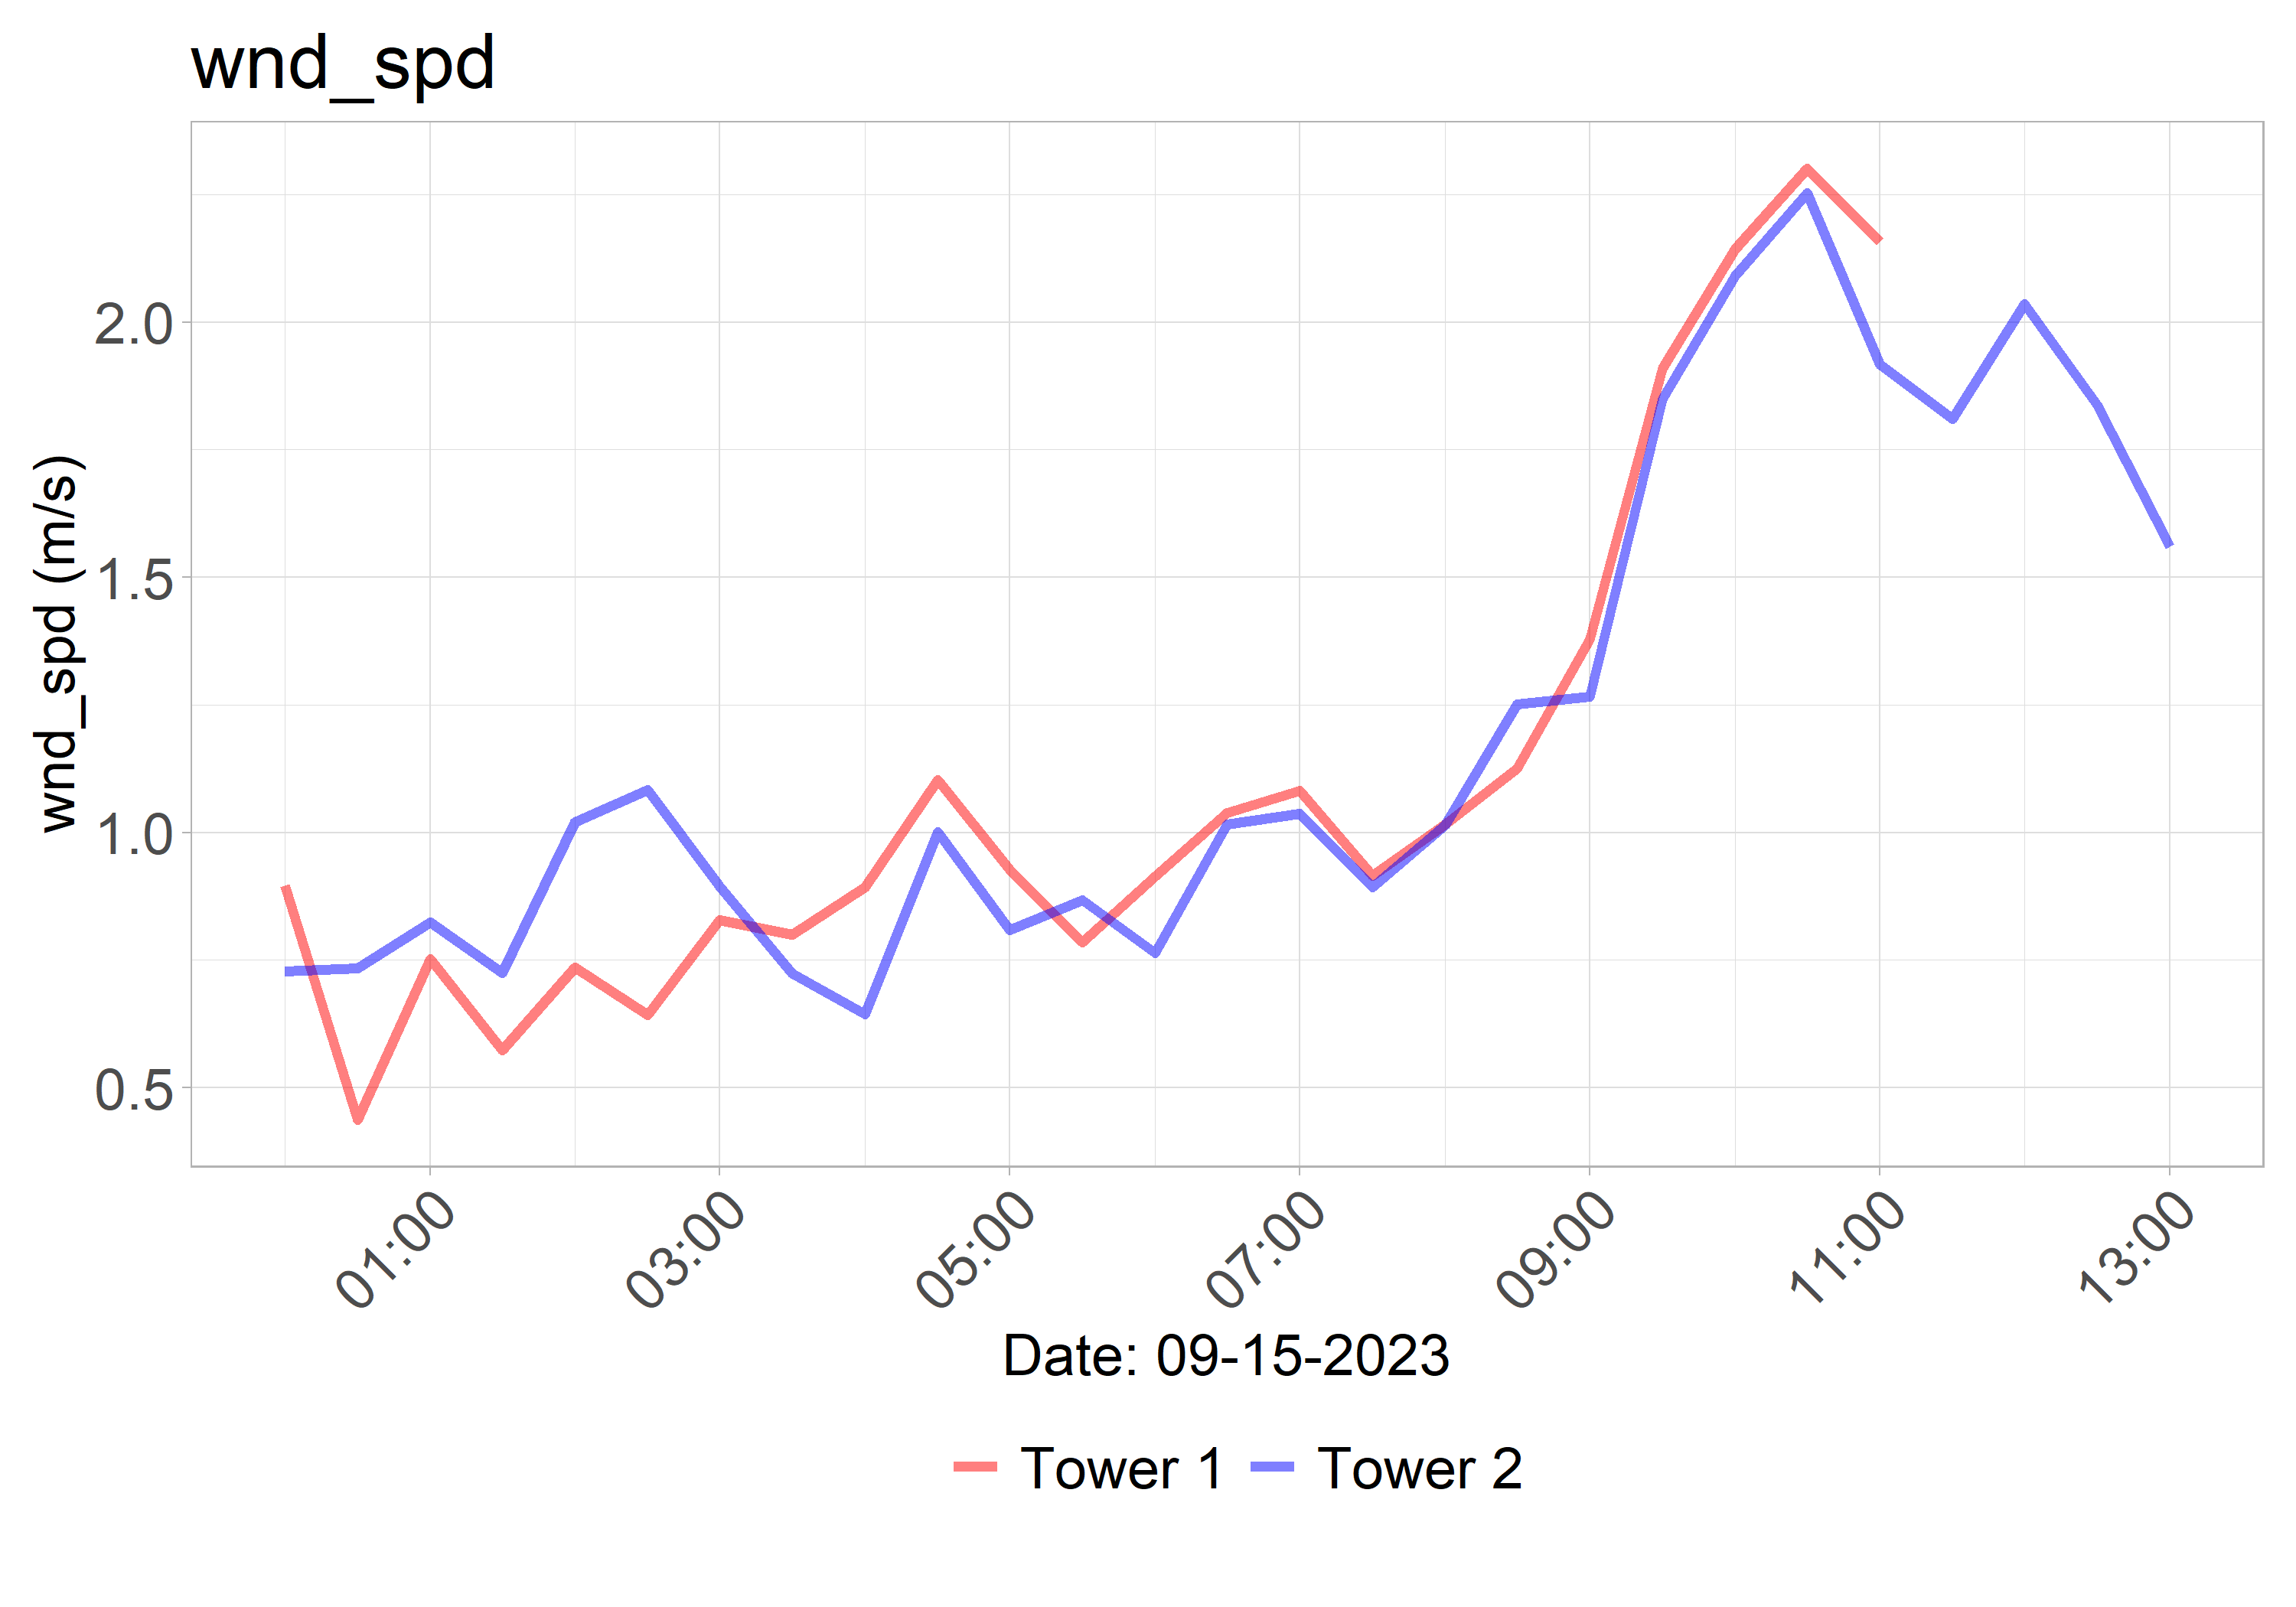 wnd_spd
wnd_spd (m/s)
2.0
1.5
1.0
0.5
01:00 03:00 05:00 07:00 09:00 11:00 13:00
Date: 09-15-2023
Tower 1 Tower 2